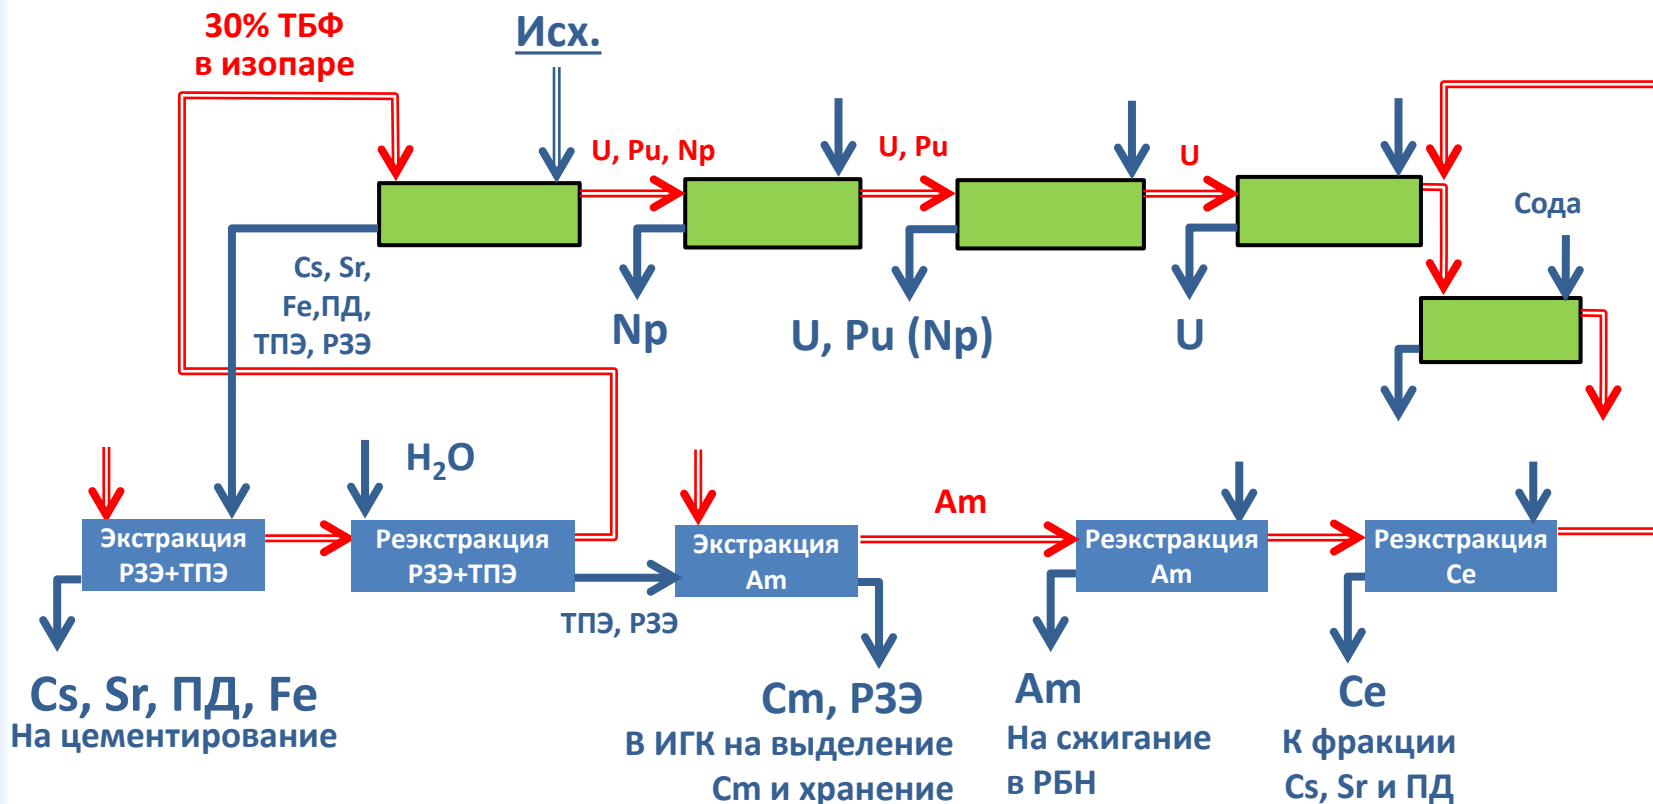 30% ТБФ
в изопаре
Исх.
U, Pu, Np
U, Pu
U
Сода
Cs, Sr,
Fe,ПД,
ТПЭ, РЗЭ
Np
U, Pu (Np)
U
H₂O
Am
Экстракция
РЗЭ+ТПЭ
Реэкстракция
РЗЭ+ТПЭ
Экстракция
Am
Реэкстракция
Am
Реэкстракция
Ce
ТПЭ, РЗЭ
Cs, Sr, ПД, Fe
На цементирование
Cm, РЗЭ
В ИГК на выделение
Cm и хранение
Am
На сжигание
в РБН
Ce
К фракции
Cs, Sr и ПД